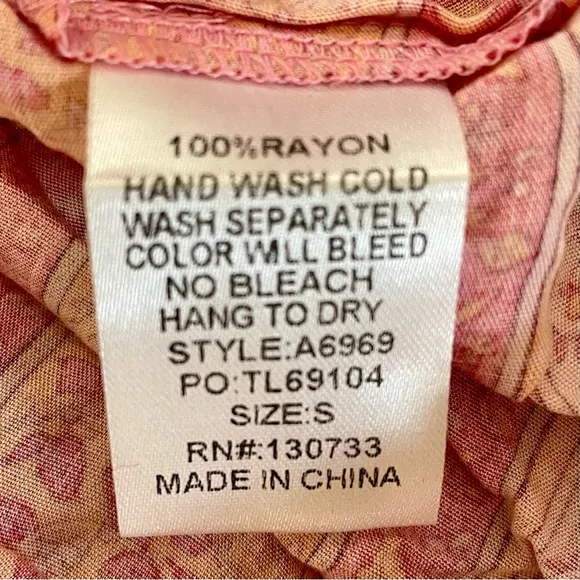 100%RAYON
HAND WASH COLD
WASH SEPARATELY
COLOR WILL BLEED
NO BLEACH
HANG TO DRY
STYLE:A6969
PO:TL69104
SIZE:S
RN#:130733
MADE IN CHINA